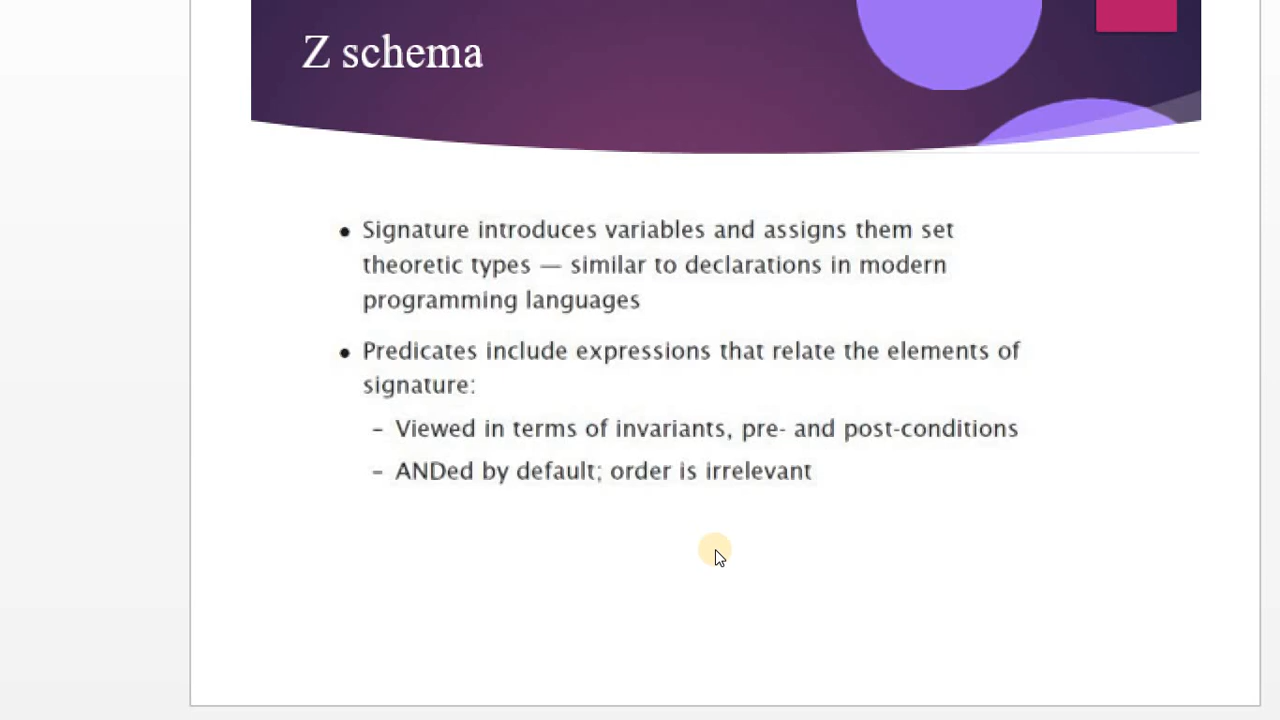 Z schema
• Signature introduces variables and assigns them set
theoretic types — similar to declarations in modern
programming languages
• Predicates include expressions that relate the elements of
signature:
– Viewed in terms of invariants, pre- and post-conditions
– ANDed by default; order is irrelevant